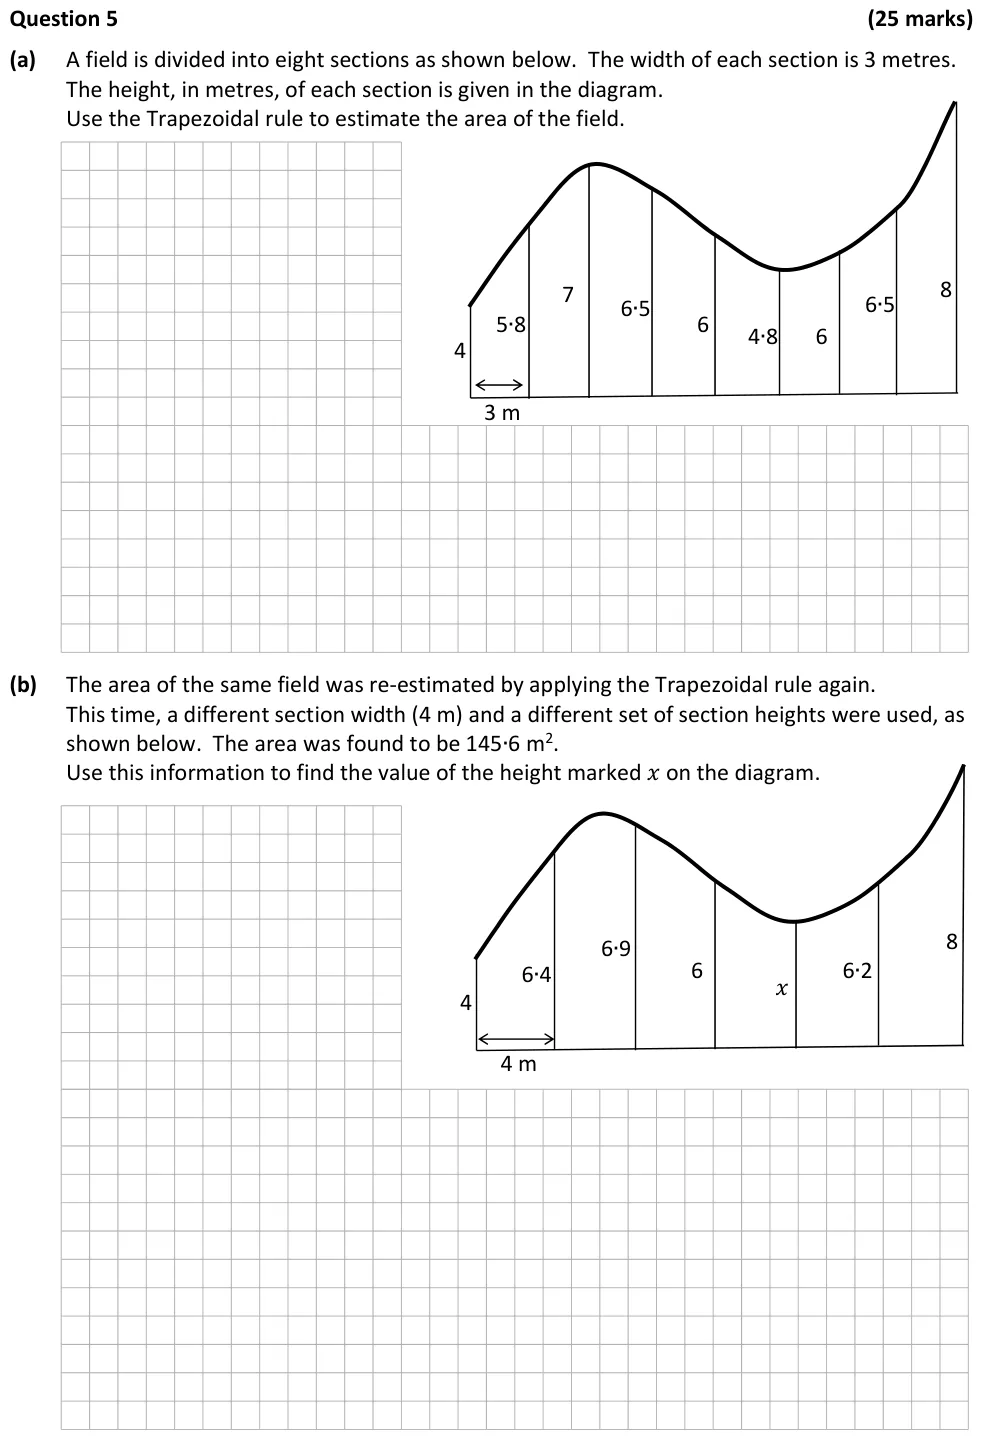 Question 5 (25 marks)
(a) A field is divided into eight sections as shown below. The width of each section is 3 metres.
The height, in metres, of each section is given in the diagram.
Use the Trapezoidal rule to estimate the area of the field.
4
5·8
7
6·5
6
4·8
6
6·5
8
3 m
(b) The area of the same field was re-estimated by applying the Trapezoidal rule again.
This time, a different section width (4 m) and a different set of section heights were used, as
shown below. The area was found to be 145·6 m².
Use this information to find the value of the height marked x on the diagram.
4
6·4
6·9
6
x
6·2
8
4 m